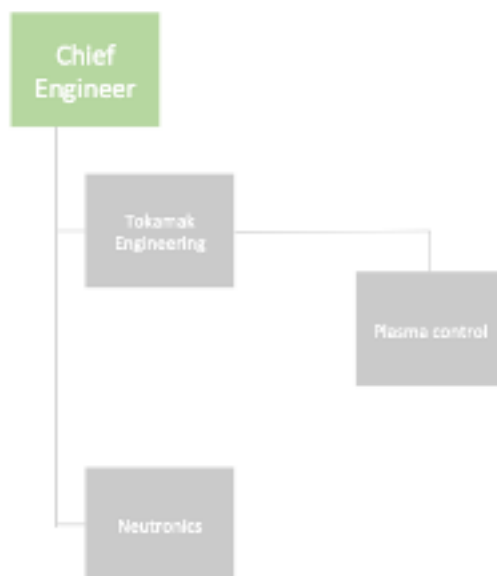 Chief
Engineer
Tokamak
Engineering
Plasma control
Neutronics